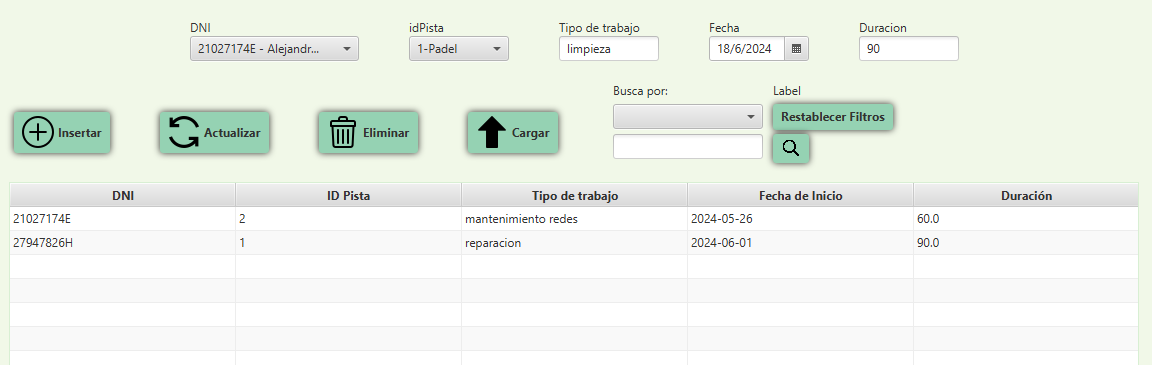 DNI idPista Tipo de trabajo Fecha Duracion
21027174E - Alejandr... 1-Padel limpieza 18/6/2024 90
Busca por: Label
Insertar Actualizar Eliminar Cargar Restablecer Filtros
DNI ID Pista Tipo de trabajo Fecha de Inicio Duración
21027174E 2 mantenimiento redes 2024-05-26 60.0
27947826H 1 reparacion 2024-06-01 90.0